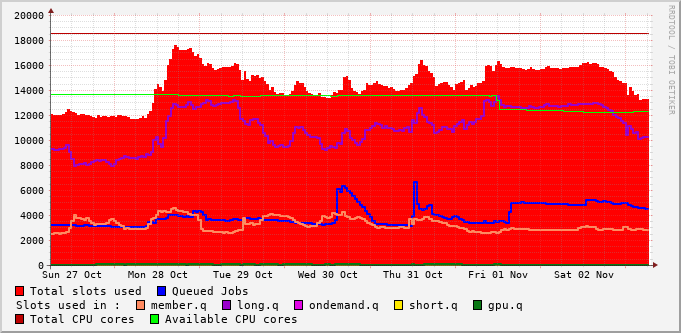 20000
18000
16000
14000
12000
10000
8000
6000
4000
2000
0
Sun 27 Oct Mon 28 Oct Tue 29 Oct Wed 30 Oct Thu 31 Oct Fri 01 Nov Sat 02 Nov
RRDTOOL / TOBI OETIKER
Total slots used Queued Jobs
Slots used in : member.q long.q ondemand.q short.q gpu.q
Total CPU cores Available CPU cores